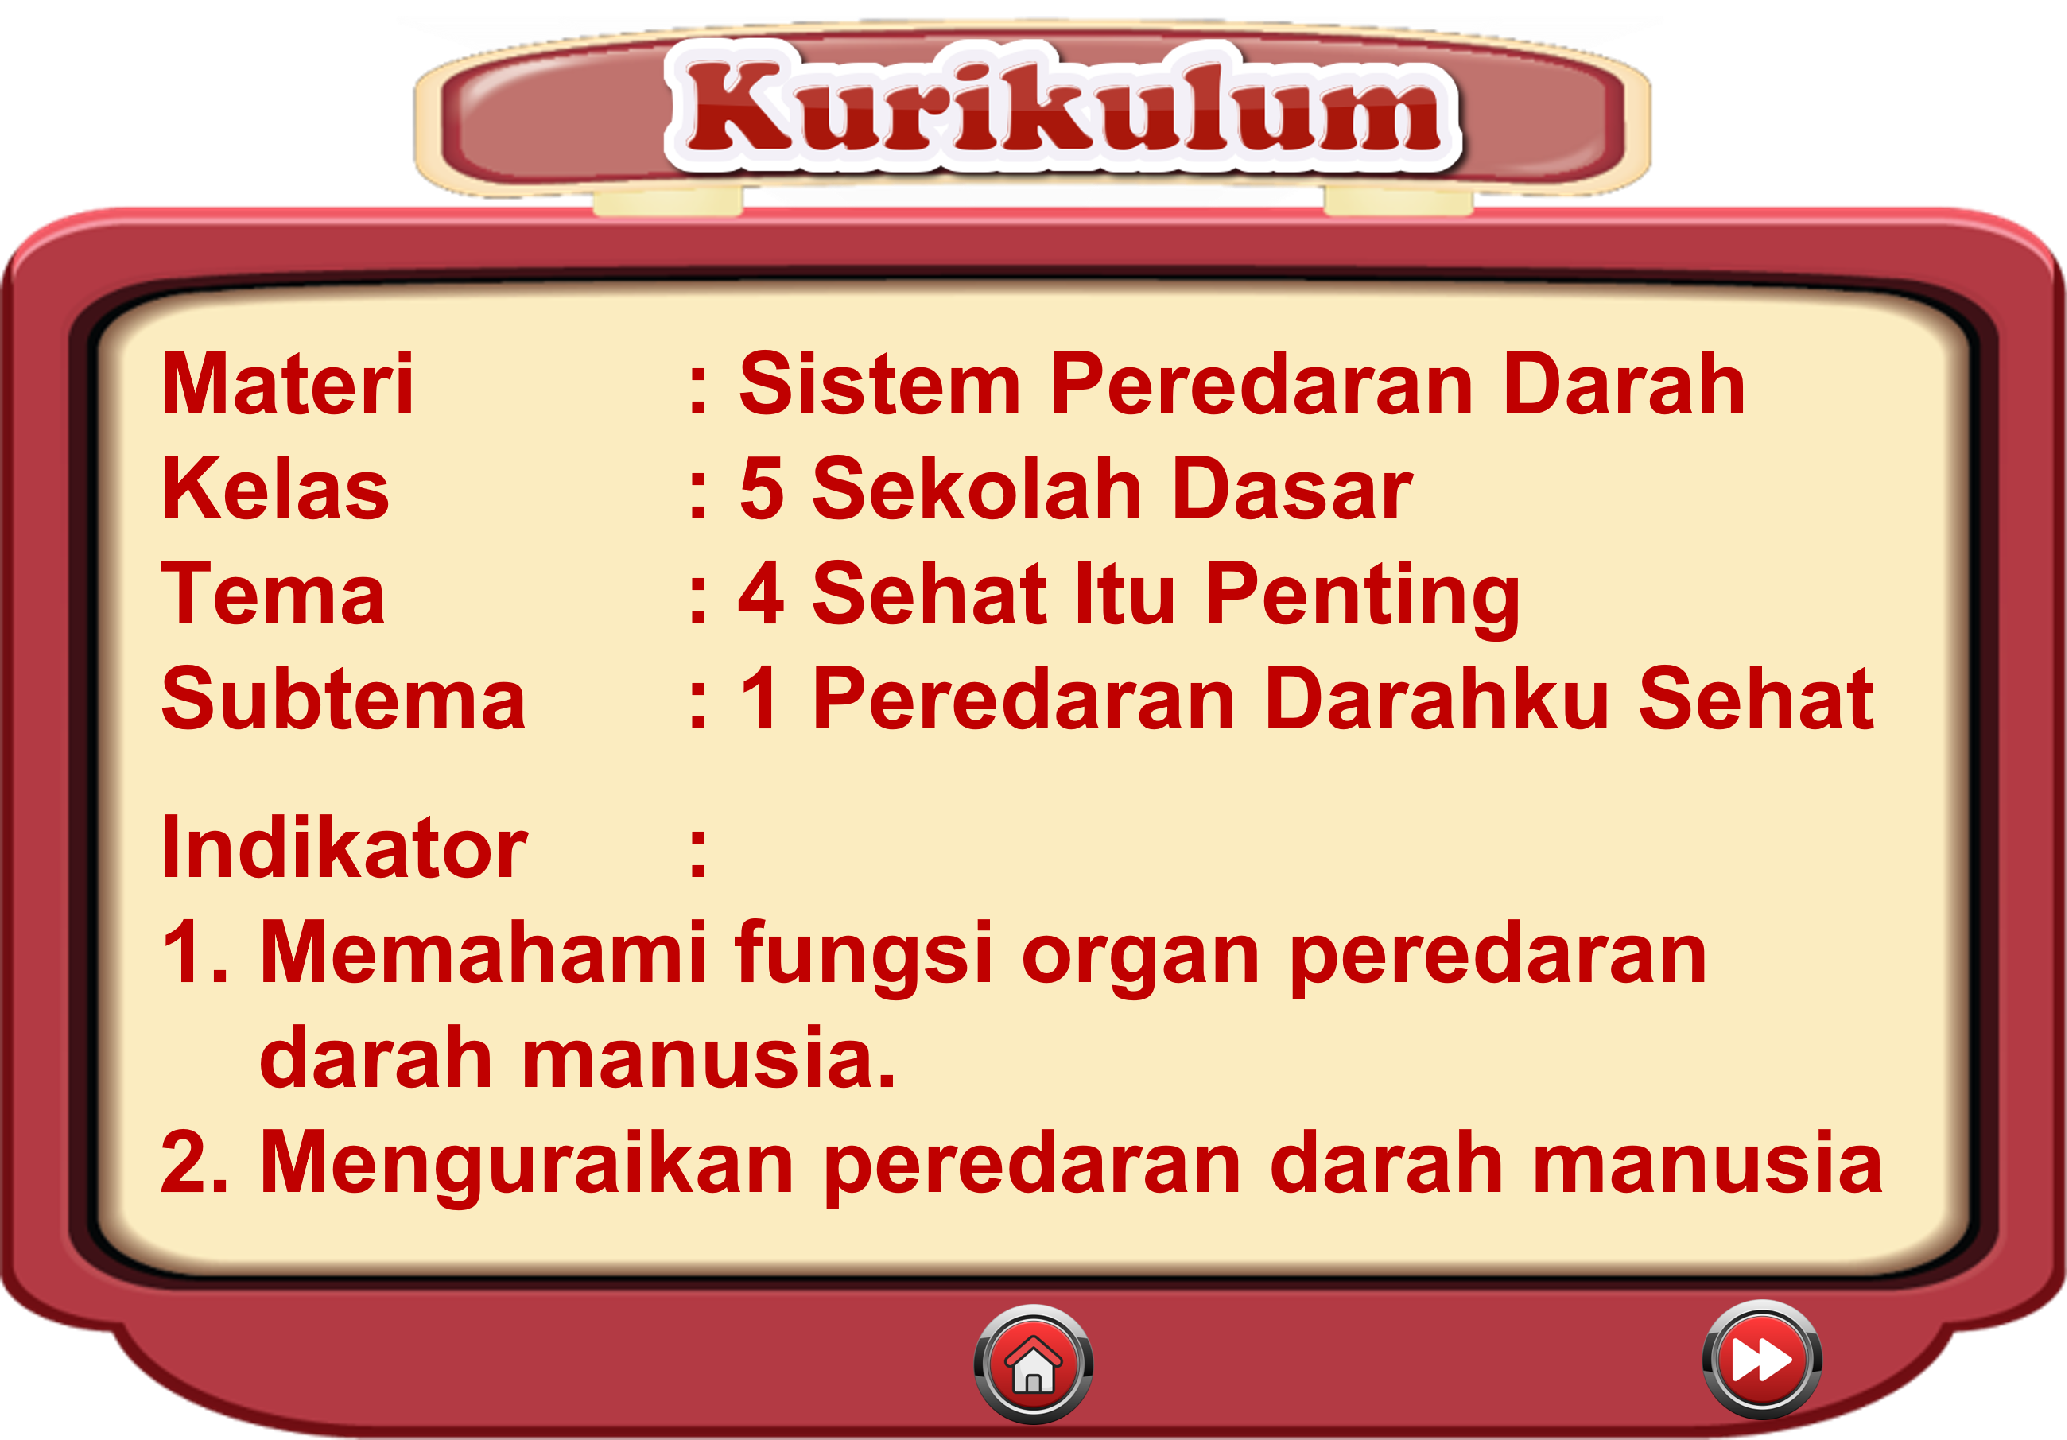 Kurikulum
Materi : Sistem Peredaran Darah
Kelas : 5 Sekolah Dasar
Tema : 4 Sehat Itu Penting
Subtema : 1 Peredaran Darahku Sehat
Indikator :
1. Memahami fungsi organ peredaran
darah manusia.
2. Menguraikan peredaran darah manusia